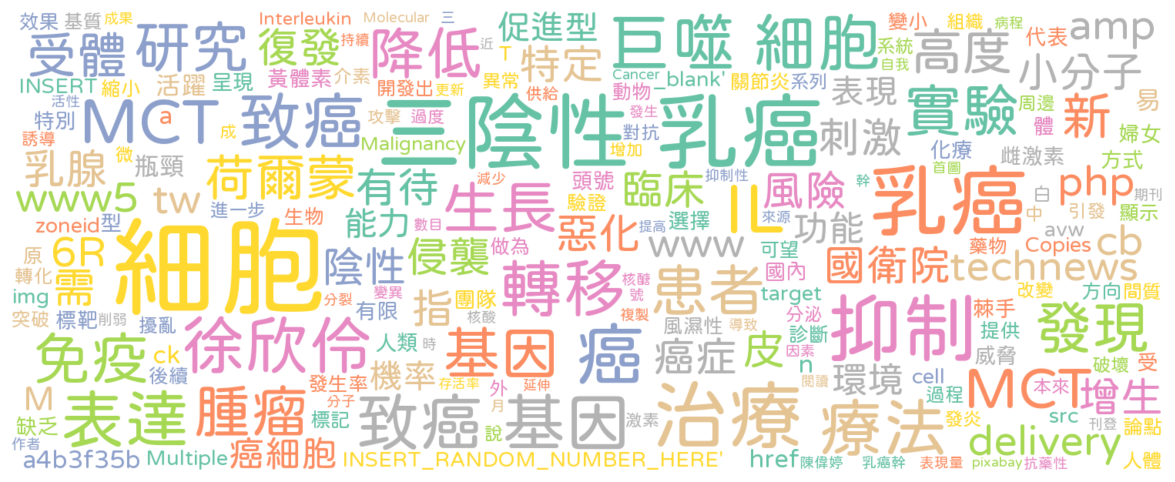 效果 基質 成果 Interleukin Molecular 三 促進型 巨噬 細胞 變小 組織 病程 代表 amp
受體 研究 復發 持續 降低 近 T 特定 系統 自我 高度 小分子
INSERT 縮小 活躍 呈現 黃體素 介素 開發出 更新 異常 供給 Cancer _blank' 動物 關節炎 系列 表現 周邊 易
活性 特別 MCT 致癌 a 攻擊 過度 三陰性 乳癌 發生 對抗 增加 刺激 實驗 體 新 婦女
誘導 微 成 瓶頸 Malignancy 化療 雌激素 方式
乳腺 荷爾蒙 有待 減少 頭號 臨床 抑制性 首圖 風險 乳癌 白 幹 php 期刊
www5 tw 進一步 生長 驗證 選擇 IL 來源 功能 中 引發 顯示
zoneid 型 生物 能力 數目 惡化 提高 avw
原 6R 細胞 陰性 侵襲 做為 www 可望 藥物 Copies cb
轉化 需 轉移 核醣 號 患者 國內 國衛院 technews
img 分裂 變異 有限 指 團隊 複製 target 分泌 抑制 改變 方向 間質
突破 標靶 削弱 擾亂 徐欣伶 核酸 風濕性 導致 診斷 棘手 提供 發現
免疫 ck 後續 人類 時 基因 癌 癌症 皮 因素 n 威脅 破壞 受
M 發生率 機率 存活率 外 延伸 閱讀 環境 cell 本來 MCT 增生
缺乏 表達 腫瘤 標記 分子 月 致癌 基因 激素 治療 療法 過程 發炎 src 刊登 論點
作者 說 delivery
a4b3f35b Multiple 癌細胞 INSERT_RANDOM_NUMBER_HERE' href 陳偉婷 乳癌幹 表現量 pixabay 抗藥性 人體